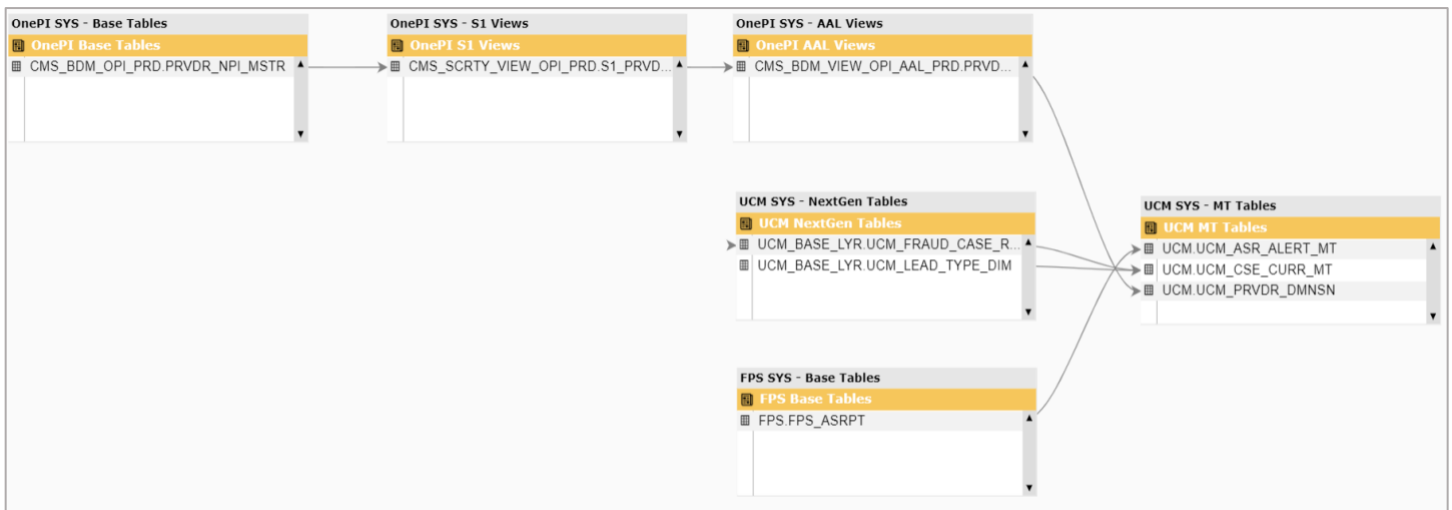 OnePI SYS - Base Tables
OnePI Base Tables
CMS_BDM_OPI_PRD.PRVDR_NPI_MSTR
OnePI SYS - S1 Views
OnePI S1 Views
CMS_SCRTY_VIEW_OPI_PRD.S1_PRVD...
OnePI SYS - AAL Views
OnePI AAL Views
CMS_BDM_VIEW_OPI_AAL_PRD.PRVD...
UCM SYS - NextGen Tables
UCM NextGen Tables
UCM_BASE_LYR.UCM_FRAUD_CASE_R...
UCM_BASE_LYR.UCM_LEAD_TYPE_DIM
UCM SYS - MT Tables
UCM MT Tables
UCM.UCM_ASR_ALERT_MT
UCM.UCM_CSE_CURR_MT
UCM.UCM_PRVDR_DMNSN
FPS SYS - Base Tables
FPS Base Tables
FPS.FPS_ASRPT